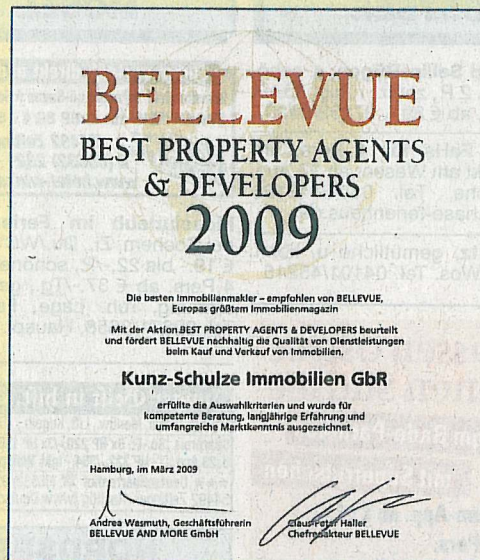 BELLEVUE
BEST PROPERTY AGENTS
& DEVELOPERS
2009
Die besten Immobilienmakler – empfohlen von BELLEVUE,
Europas größtem Immobilienmagazin
Mit der Aktion BEST PROPERTY AGENTS & DEVELOPERS beurteilt
und fördert BELLEVUE nachhaltig die Qualität von Dienstleistungen
beim Kauf und Verkauf von Immobilien.
Kunz-Schulze Immobilien GbR
erfüllte die Auswahlkriterien und wurde für
kompetente Beratung, langjährige Erfahrung und
umfangreiche Marktkenntnis ausgezeichnet.
Hamburg, im März 2009
Andrea Wasmuth, Geschäftsführerin
BELLEVUE AND MORE GmbH
Claus-Peter Haller
Chefredakteur BELLEVUE